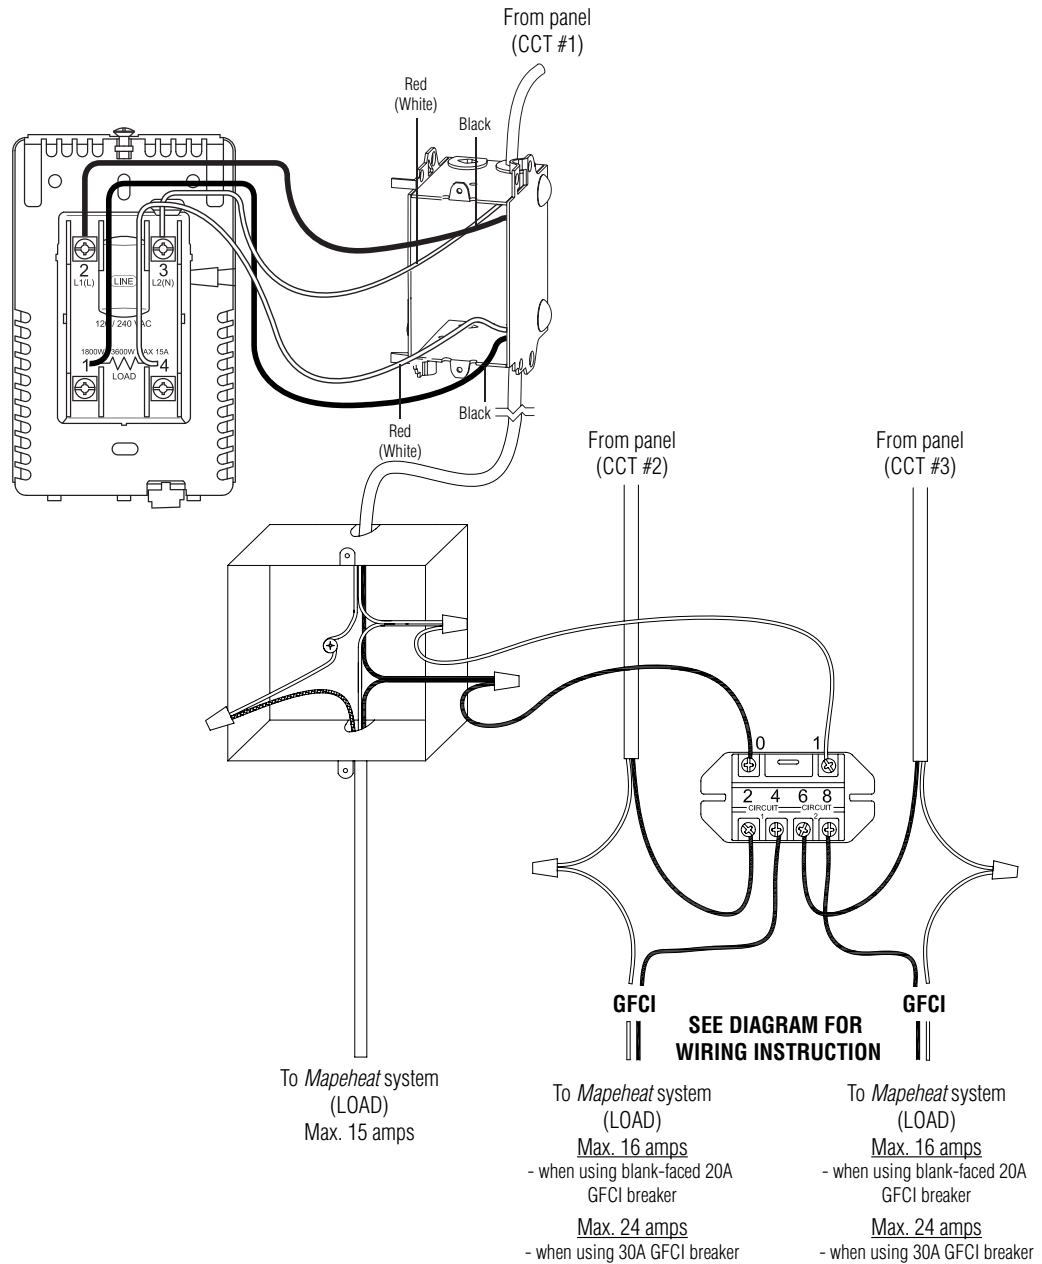 From panel
(CCT #1)
Red
(White)
Black
2
L1(L)
LINE
3
L2(N)
120/ 240 VAC
1800W 3600W MAX 15A
1
4
LOAD
Black
Red
(White)
From panel
(CCT #2)
From panel
(CCT #3)
0
1
2 4 6 8
CIRCUIT CIRCUIT
1 2
GFCI
GFCI
SEE DIAGRAM FOR
WIRING INSTRUCTION
To Mapeheat system
(LOAD)
Max. 15 amps
To Mapeheat system
(LOAD)
Max. 16 amps
- when using blank-faced 20A
GFCI breaker
Max. 24 amps
- when using 30A GFCI breaker
To Mapeheat system
(LOAD)
Max. 16 amps
- when using blank-faced 20A
GFCI breaker
Max. 24 amps
- when using 30A GFCI breaker